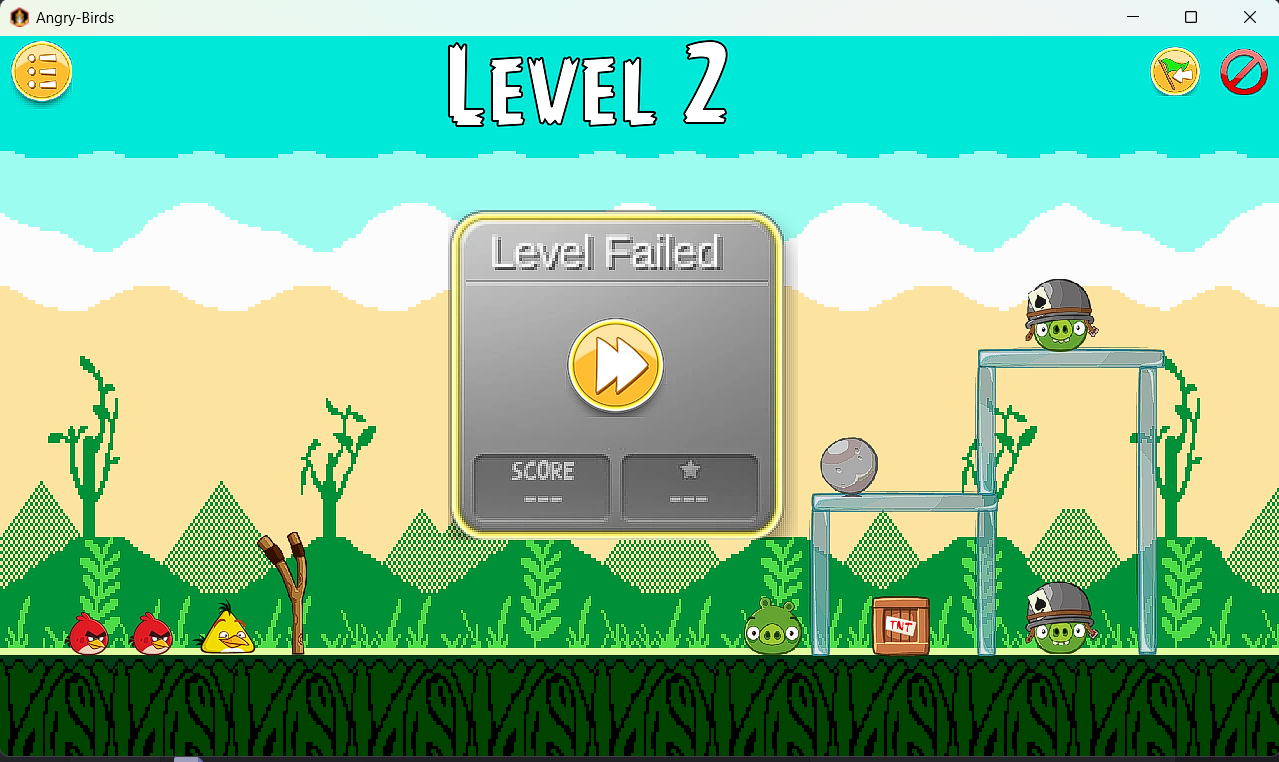 Angry-Birds
LEVEL 2
Level Failed
SCORE
---
---
TNT